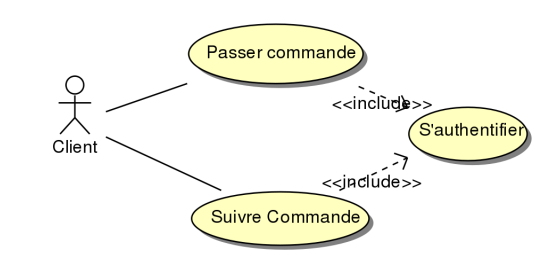 Passer commande
<<include>>
S'authentifier
Client
<<include>>
Suivre Commande